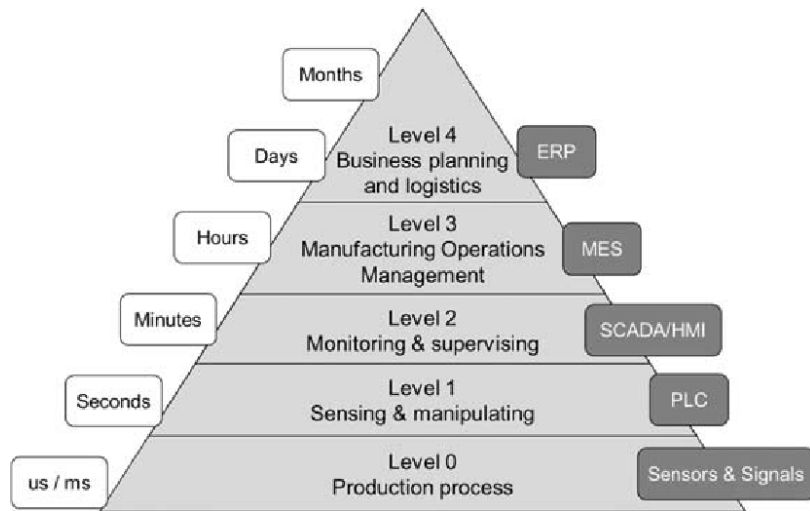 Months
Level 4
Days
Business planning
and logistics
ERP
Level 3
Hours
Manufacturing Operations
Management
MES
Level 2
Minutes
Monitoring & supervising
SCADA/HMI
Level 1
Seconds
Sensing & manipulating
PLC
Level 0
us / ms
Production process
Sensors & Signals